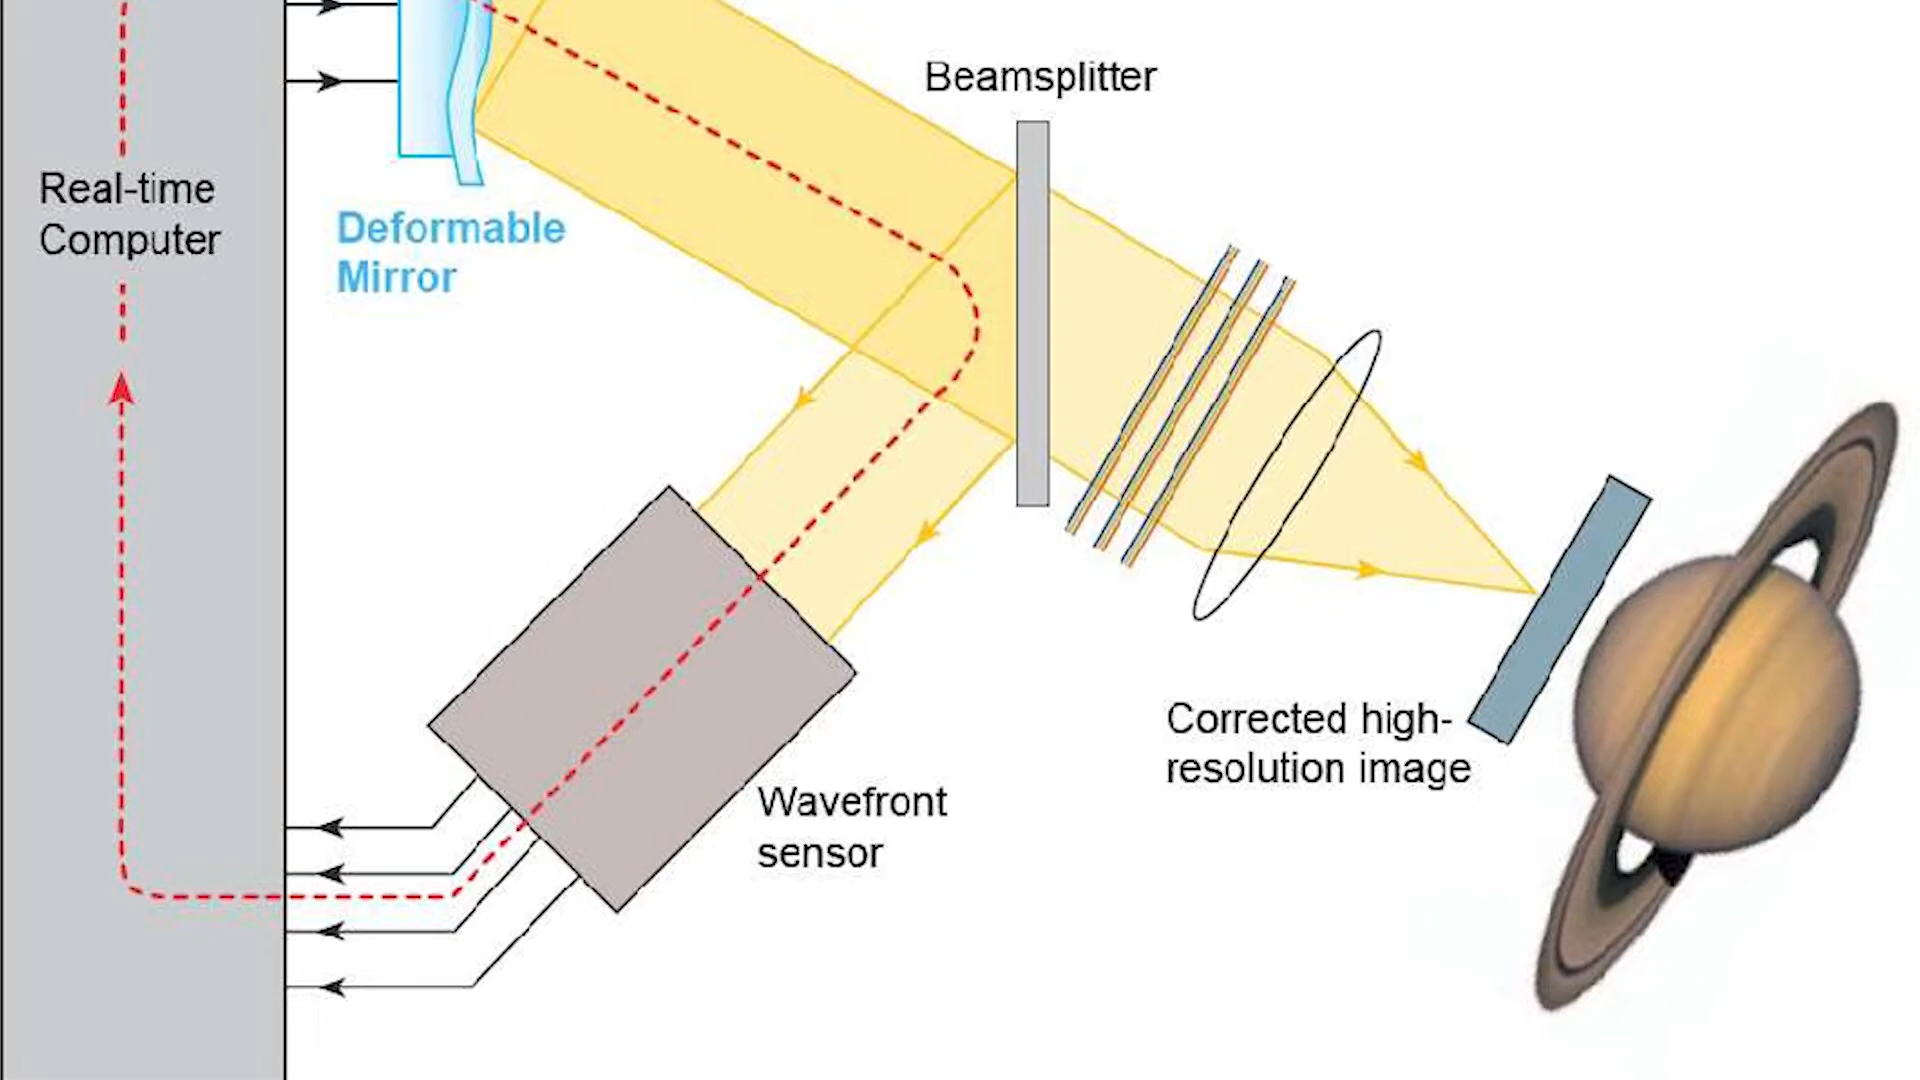 Beamsplitter
Real-time
Computer
Deformable
Mirror
Corrected high-
resolution image
Wavefront
sensor